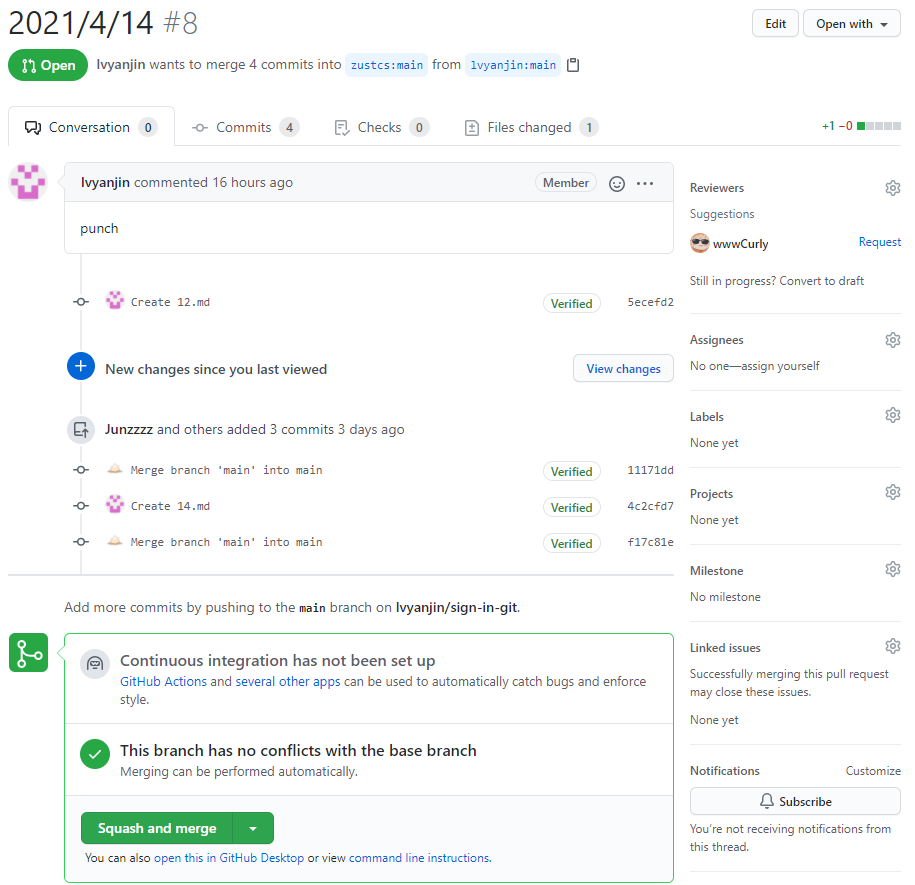 2021/4/14 #8
Edit
Open with
Open
lvyanjin wants to merge 4 commits into zustcs:main from lvyanjin:main
Conversation 0
Commits 4
Checks 0
Files changed 1
+1 −0
lvyanjin commented 16 hours ago
Member
punch
Create 12.md
Verified
5ecefd2
New changes since you last viewed
View changes
Junzzzz and others added 3 commits 3 days ago
Merge branch 'main' into main
Verified
11171dd
Create 14.md
Verified
4c2cfd7
Merge branch 'main' into main
Verified
f17c81e
Add more commits by pushing to the main branch on lvyanjin/sign-in-git.
Continuous integration has not been set up
GitHub Actions and several other apps can be used to automatically catch bugs and enforce
style.
This branch has no conflicts with the base branch
Merging can be performed automatically.
Squash and merge
You can also open this in GitHub Desktop or view command line instructions.
Reviewers
Suggestions
wwwCurly
Request
Still in progress? Convert to draft
Assignees
No one—assign yourself
Labels
None yet
Projects
None yet
Milestone
No milestone
Linked issues
Successfully merging this pull request
may close these issues.
None yet
Notifications
Customize
Subscribe
You're not receiving notifications from
this thread.